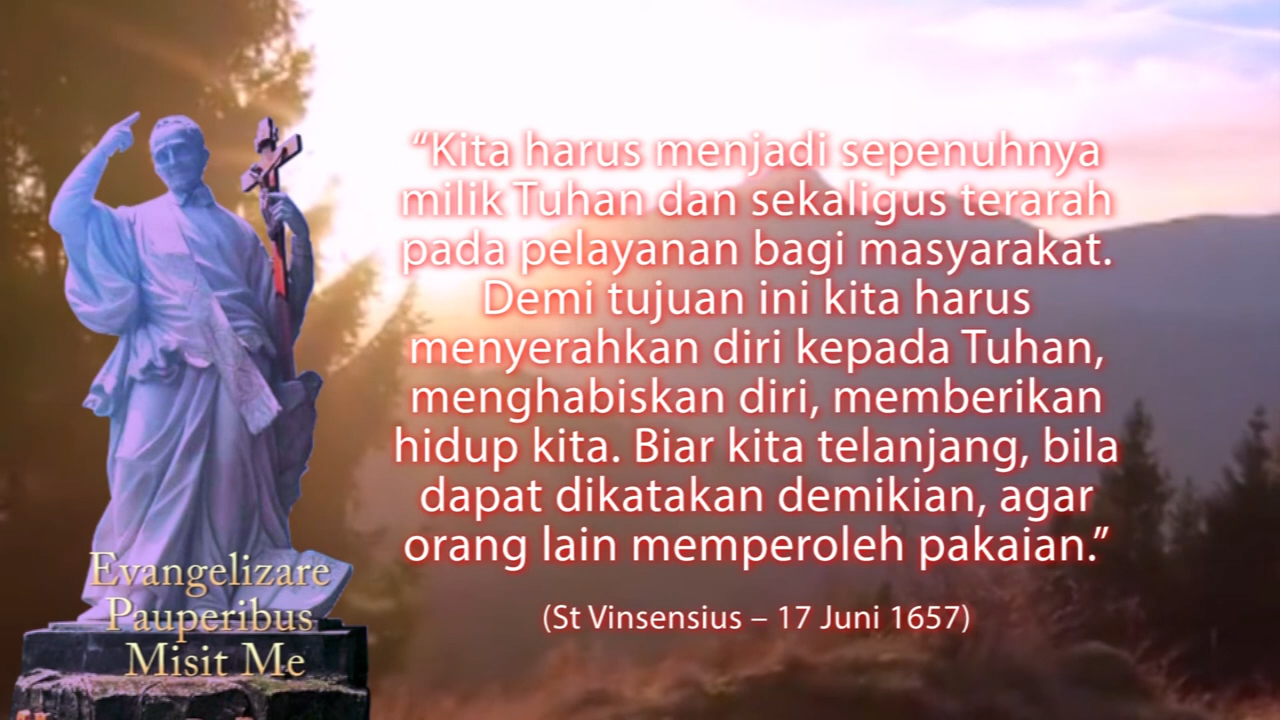 “Kita harus menjadi sepenuhnya
milik Tuhan dan sekaligus terarah
pada pelayanan bagi masyarakat.
Demi tujuan ini kita harus
menyerahkan diri kepada Tuhan,
menghabiskan diri, memberikan
hidup kita. Biar kita telanjang, bila
dapat dikatakan demikian, agar
orang lain memperoleh pakaian.”
(St Vinsensius – 17 Juni 1657)
Evangelizare
Pauperibus
Misit Me